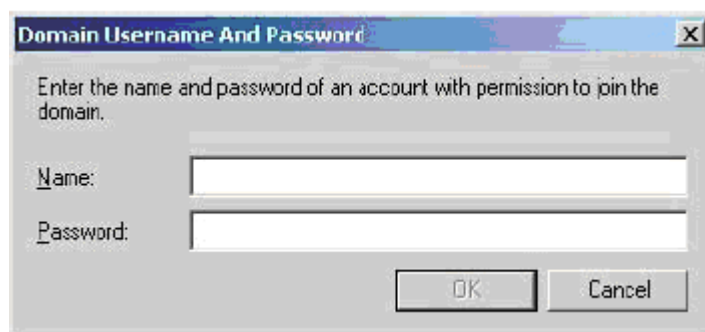 Domain Username And Password
Enter the name and password of an account with permission to join the
domain.
Name:
Password:
OK
Cancel